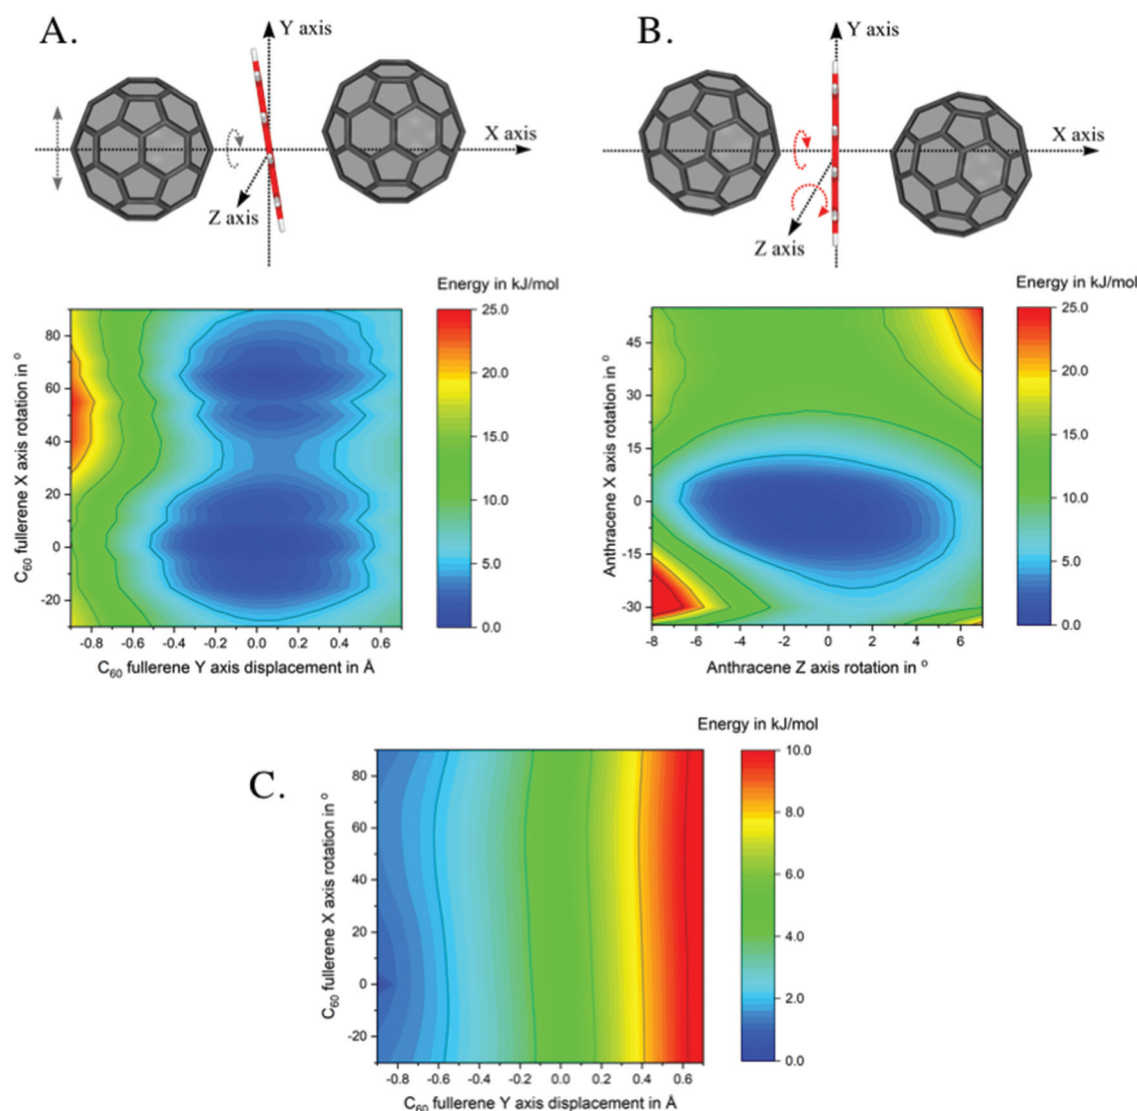 A.
Y axis
X axis
Z axis
B.
Y axis
X axis
Z axis
Energy in kJ/mol
25.0
20.0
15.0
10.0
5.0
0.0
C₆₀ fullerene X axis rotation in º
80
60
40
20
0
-20
-0.8 -0.6 -0.4 -0.2 0.0 0.2 0.4 0.6
C₆₀ fullerene Y axis displacement in Å
Energy in kJ/mol
25.0
20.0
15.0
10.0
5.0
0.0
Anthracene X axis rotation in º
45
30
15
0
-15
-30
-8 -6 -4 -2 0 2 4 6
Anthracene Z axis rotation in º
C.
Energy in kJ/mol
10.0
8.0
6.0
4.0
2.0
0.0
C₆₀ fullerene X axis rotation in º
80
60
40
20
0
-20
-0.8 -0.6 -0.4 -0.2 0.0 0.2 0.4 0.6
C₆₀ fullerene Y axis displacement in Å